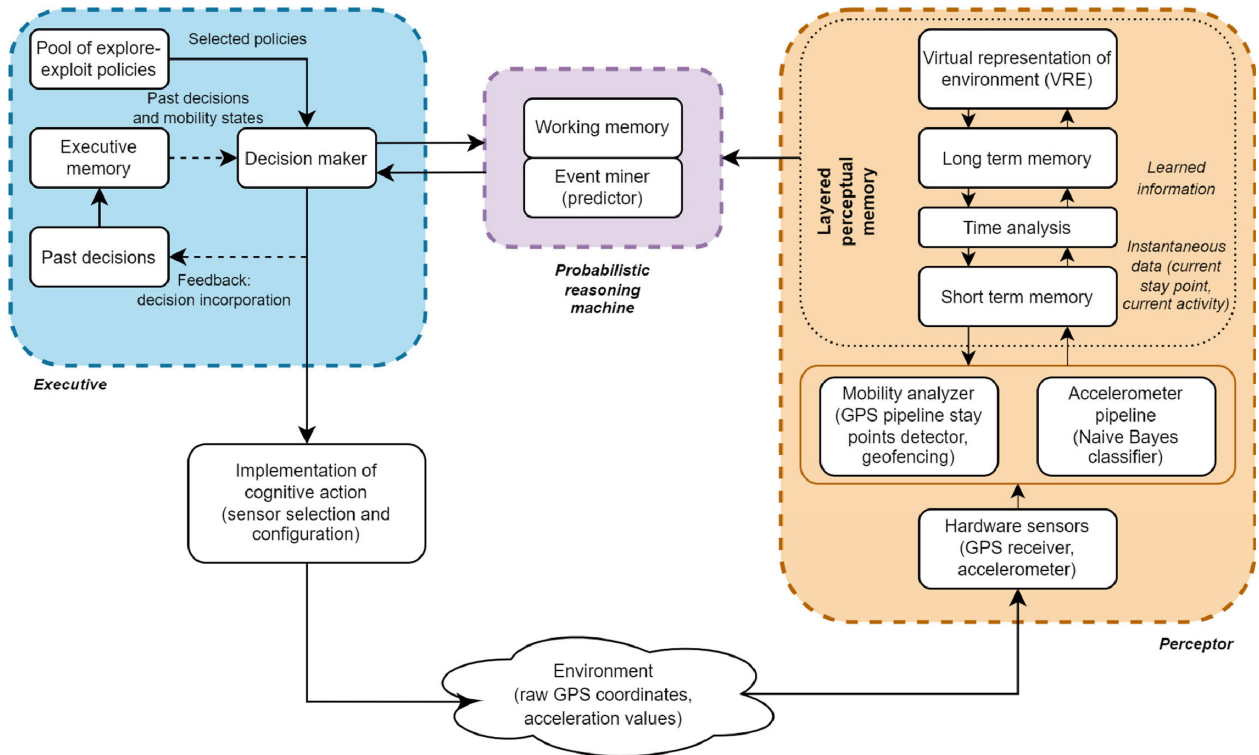 Pool of explore-
exploit policies
Selected policies
Past decisions
and mobility states
Executive
memory
Decision maker
Past decisions
Feedback:
decision incorporation
Executive
Working memory
Event miner
(predictor)
Probabilistic
reasoning
machine
Layered
perceptual
memory
Virtual representation of
environment (VRE)
Long term memory
Learned
information
Time analysis
Instantaneous
data (current
stay point,
current activity)
Short term memory
Mobility analyzer
(GPS pipeline stay
points detector,
geofencing)
Accelerometer
pipeline
(Naive Bayes
classifier)
Hardware sensors
(GPS receiver,
accelerometer)
Perceptor
Implementation of
cognitive action
(sensor selection and
configuration)
Environment
(raw GPS coordinates,
acceleration values)